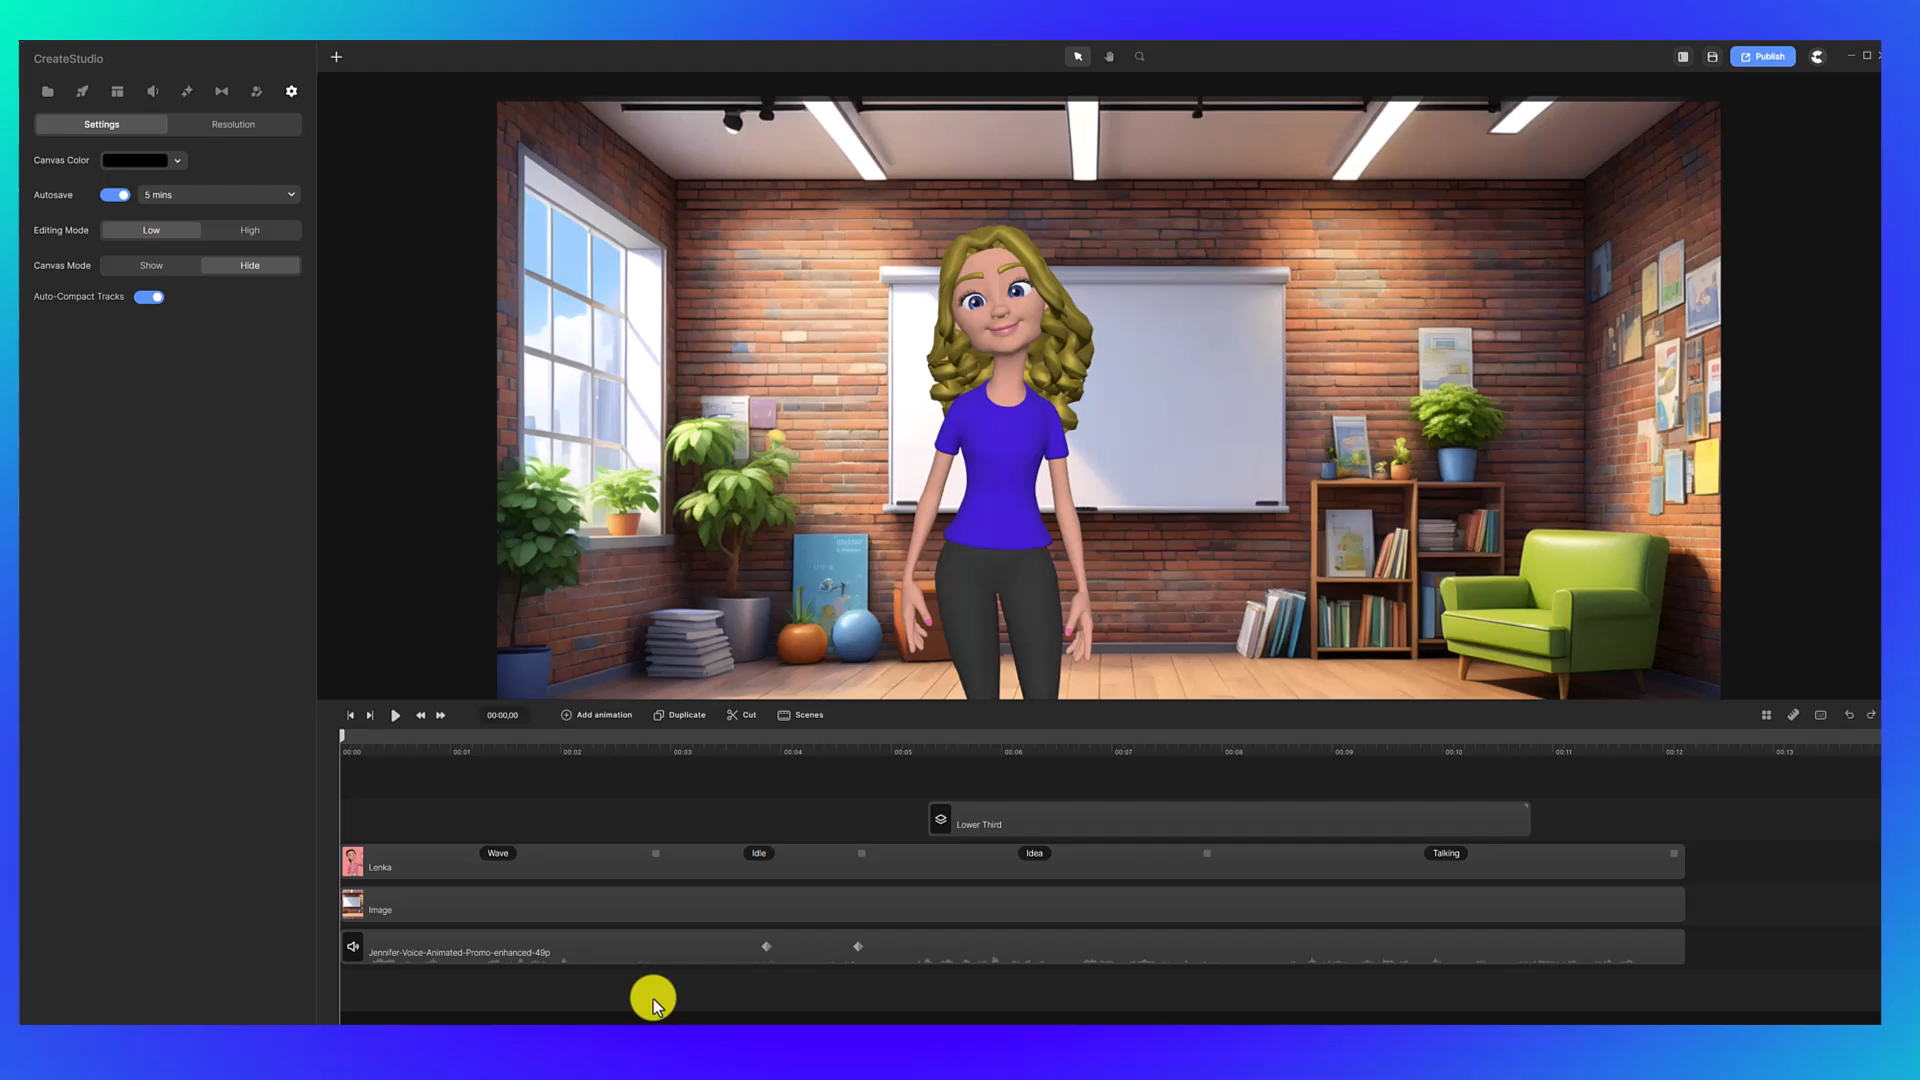 CreateStudio
Publish
Settings
Resolution
Canvas Color
Autosave
5 mins
Editing Mode
Low
High
Canvas Mode
Show
Hide
Auto-Compact Tracks
00:00,00
Add animation
Duplicate
Cut
Scenes
00:00
00:01
00:02
00:03
00:04
00:05
00:06
00:07
00:08
00:09
00:10
00:11
00:12
00:13
Lower Third
Wave
Idle
Idea
Talking
Lenka
Image
Jennifer-Voice-Animated-Promo-enhanced-49p